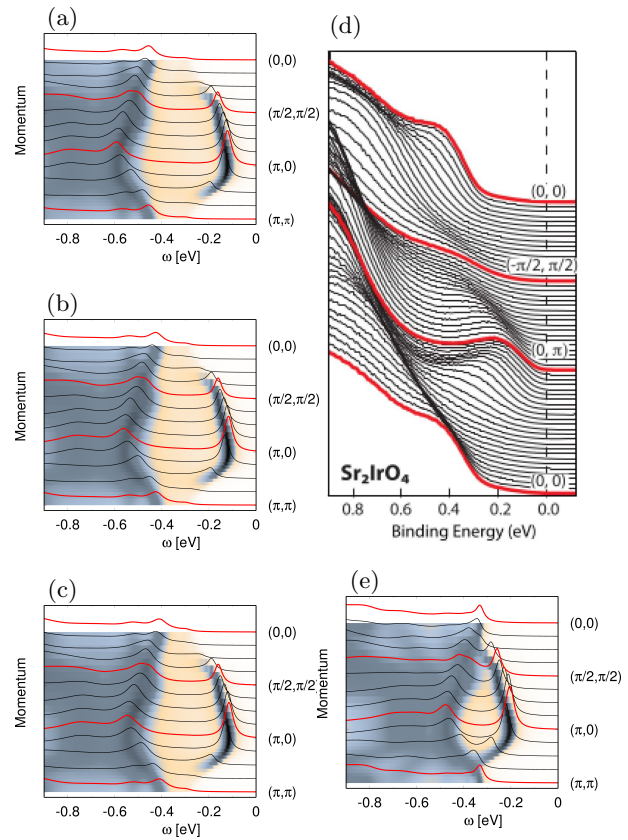 (a)
Momentum
(0,0)
(π/2,π/2)
(π,0)
(π,π)
-0.8 -0.6 -0.4 -0.2 0
ω [eV]
(b)
Momentum
(0,0)
(π/2,π/2)
(π,0)
(π,π)
-0.8 -0.6 -0.4 -0.2 0
ω [eV]
(c)
Momentum
(0,0)
(π/2,π/2)
(π,0)
(π,π)
-0.8 -0.6 -0.4 -0.2 0
ω [eV]
(d)
(0, 0)
(-π/2, π/2)
(0, π)
(0, 0)
Sr₂IrO₄
0.8 0.6 0.4 0.2 0.0
Binding Energy (eV)
(e)
Momentum
(0,0)
(π/2,π/2)
(π,0)
(π,π)
-0.8 -0.6 -0.4 -0.2 0
ω [eV]